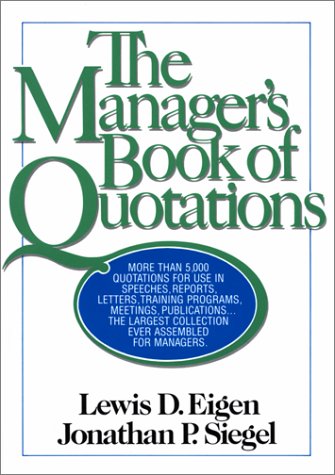 The
Manager's
Book of
Quotations
MORE THAN 5,000
QUOTATIONS FOR USE IN
SPEECHES, REPORTS,
LETTERS, TRAINING PROGRAMS,
MEETINGS, PUBLICATIONS...
THE LARGEST COLLECTION
EVER ASSEMBLED
FOR MANAGERS.
Lewis D. Eigen
Jonathan P. Siegel